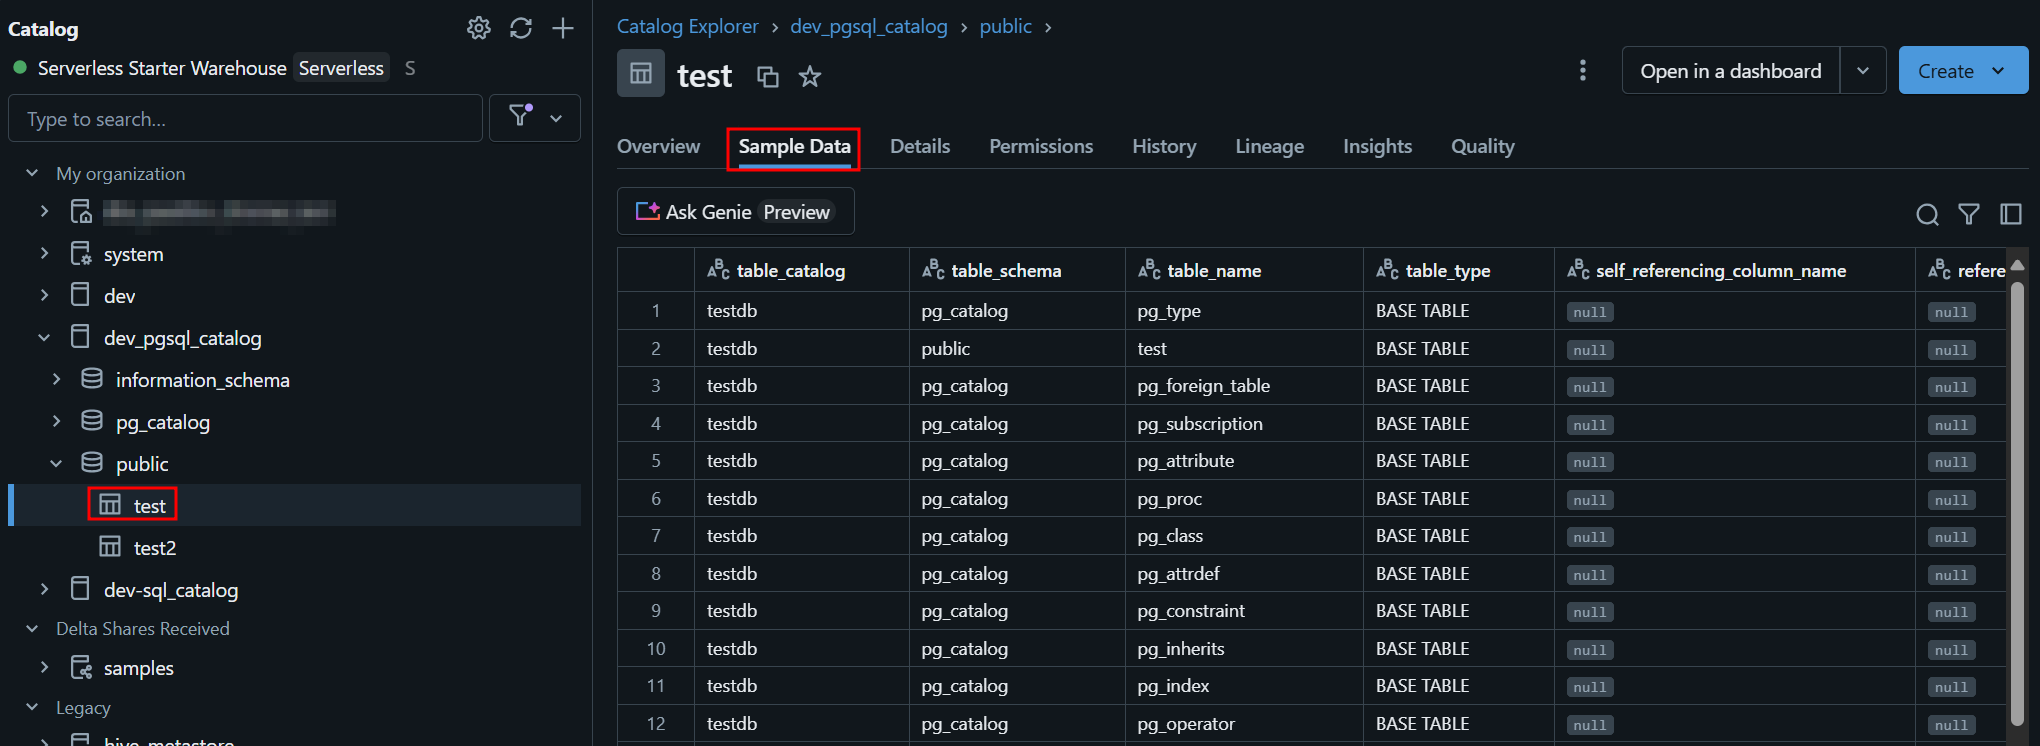 Catalog
Serverless Starter Warehouse Serverless S
Type to search...
My organization
system
dev
dev_pgsql_catalog
information_schema
pg_catalog
public
test
test2
dev-sql_catalog
Delta Shares Received
samples
Legacy
hive_metastore
Catalog Explorer › dev_pgsql_catalog › public ›
test
Open in a dashboard
Create
Overview Sample Data Details Permissions History Lineage Insights Quality
Ask Genie Preview
table_catalog table_schema table_name table_type self_referencing_column_name refere
1 testdb pg_catalog pg_type BASE TABLE null null
2 testdb public test BASE TABLE null null
3 testdb pg_catalog pg_foreign_table BASE TABLE null null
4 testdb pg_catalog pg_subscription BASE TABLE null null
5 testdb pg_catalog pg_attribute BASE TABLE null null
6 testdb pg_catalog pg_proc BASE TABLE null null
7 testdb pg_catalog pg_class BASE TABLE null null
8 testdb pg_catalog pg_attrdef BASE TABLE null null
9 testdb pg_catalog pg_constraint BASE TABLE null null
10 testdb pg_catalog pg_inherits BASE TABLE null null
11 testdb pg_catalog pg_index BASE TABLE null null
12 testdb pg_catalog pg_operator BASE TABLE null null